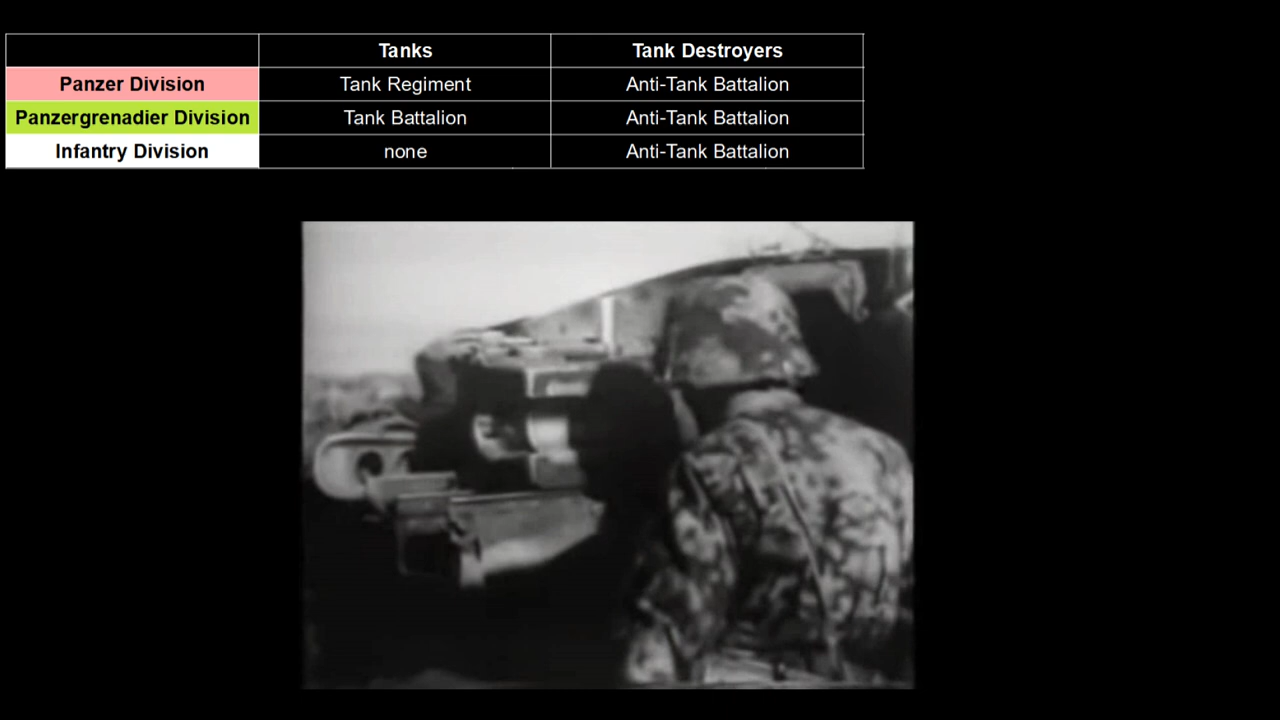 Tanks Tank Destroyers
Panzer Division Tank Regiment Anti-Tank Battalion
Panzergrenadier Division Tank Battalion Anti-Tank Battalion
Infantry Division none Anti-Tank Battalion